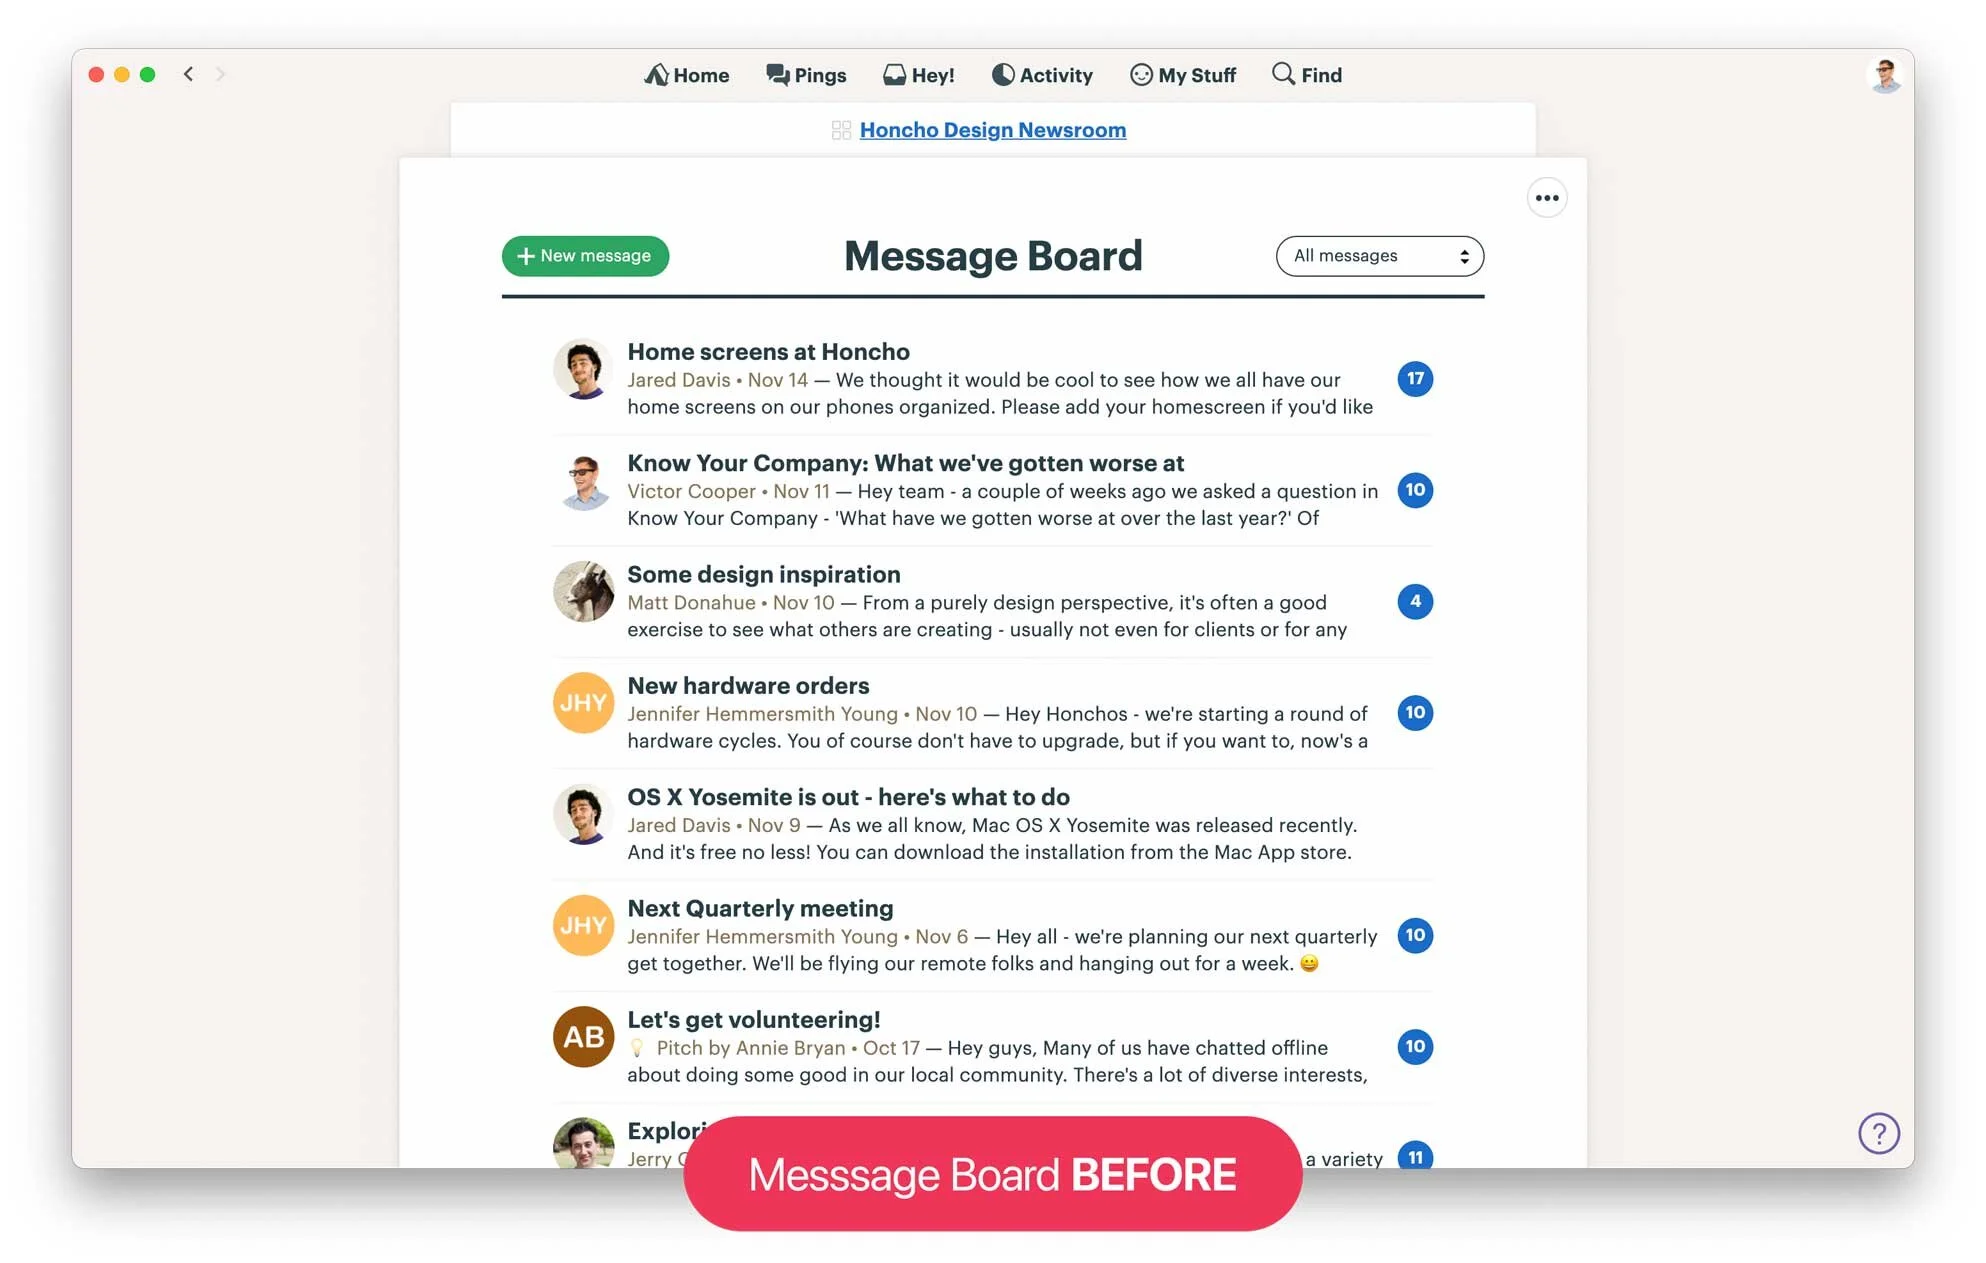 Home Pings Hey! Activity My Stuff Find
Honcho Design Newsroom
New message
Message Board
All messages
Home screens at Honcho
Jared Davis • Nov 14 — We thought it would be cool to see how we all have our
home screens on our phones organized. Please add your homescreen if you'd like
17
Know Your Company: What we've gotten worse at
Victor Cooper • Nov 11 — Hey team - a couple of weeks ago we asked a question in
Know Your Company - 'What have we gotten worse at over the last year?' Of
10
Some design inspiration
Matt Donahue • Nov 10 — From a purely design perspective, it's often a good
exercise to see what others are creating - usually not even for clients or for any
4
JHY
New hardware orders
Jennifer Hemmersmith Young • Nov 10 — Hey Honchos - we're starting a round of
hardware cycles. You of course don't have to upgrade, but if you want to, now's a
10
OS X Yosemite is out - here's what to do
Jared Davis • Nov 9 — As we all know, Mac OS X Yosemite was released recently.
And it's free no less! You can download the installation from the Mac App store.
JHY
Next Quarterly meeting
Jennifer Hemmersmith Young • Nov 6 — Hey all - we're planning our next quarterly
get together. We'll be flying our remote folks and hanging out for a week. 😀
10
AB
Let's get volunteering!
💡 Pitch by Annie Bryan • Oct 17 — Hey guys, Many of us have chatted offline
about doing some good in our local community. There's a lot of diverse interests,
10
Explori
Jerry
a variety
11
?
Messsage Board BEFORE